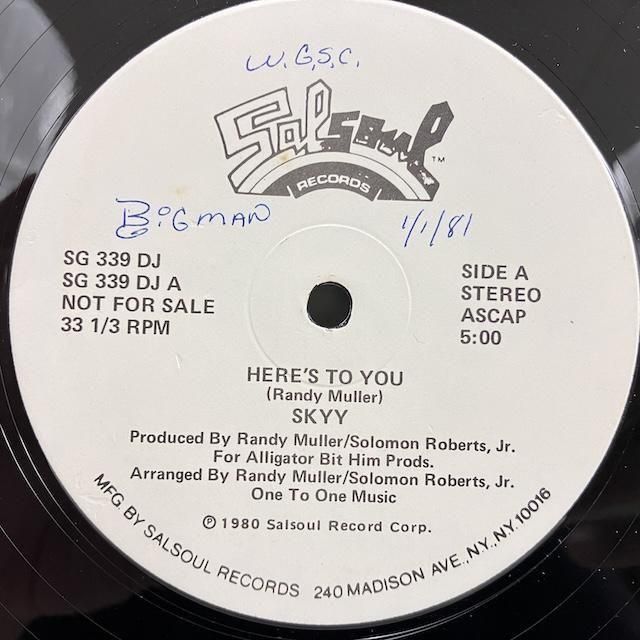 W.G.S.C.
Salsoul TM
RECORDS
BIGMAN 1/1/81
SG 339 DJ
SG 339 DJ A
NOT FOR SALE
33 1/3 RPM
SIDE A
STEREO
ASCAP
5:00
HERE'S TO YOU
(Randy Muller)
SKYY
Produced By Randy Muller/Solomon Roberts, Jr.
For Alligator Bit Him Prods.
Arranged By Randy Muller/Solomon Roberts, Jr.
One To One Music
℗ 1980 Salsoul Record Corp.
MFG. BY SALSOUL RECORDS 240 MADISON AVE., NY., NY 10016